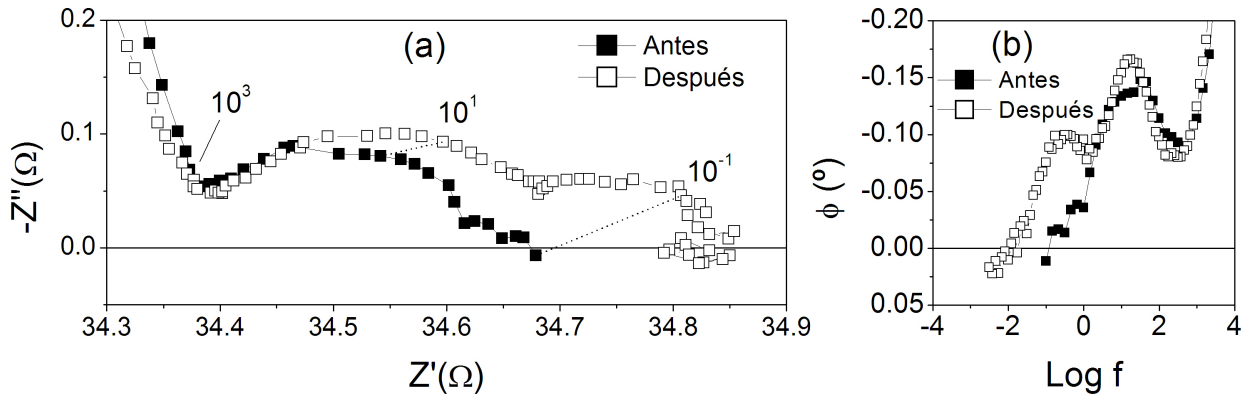 (a)
Antes
Después
10³
10¹
10⁻¹
0.2
0.1
0.0
-Z''(Ω)
34.3 34.4 34.5 34.6 34.7 34.8 34.9
Z'(Ω)
(b)
Antes
Después
-0.20
-0.15
-0.10
-0.05
0.00
0.05
ϕ (º)
-4 -2 0 2 4
Log f